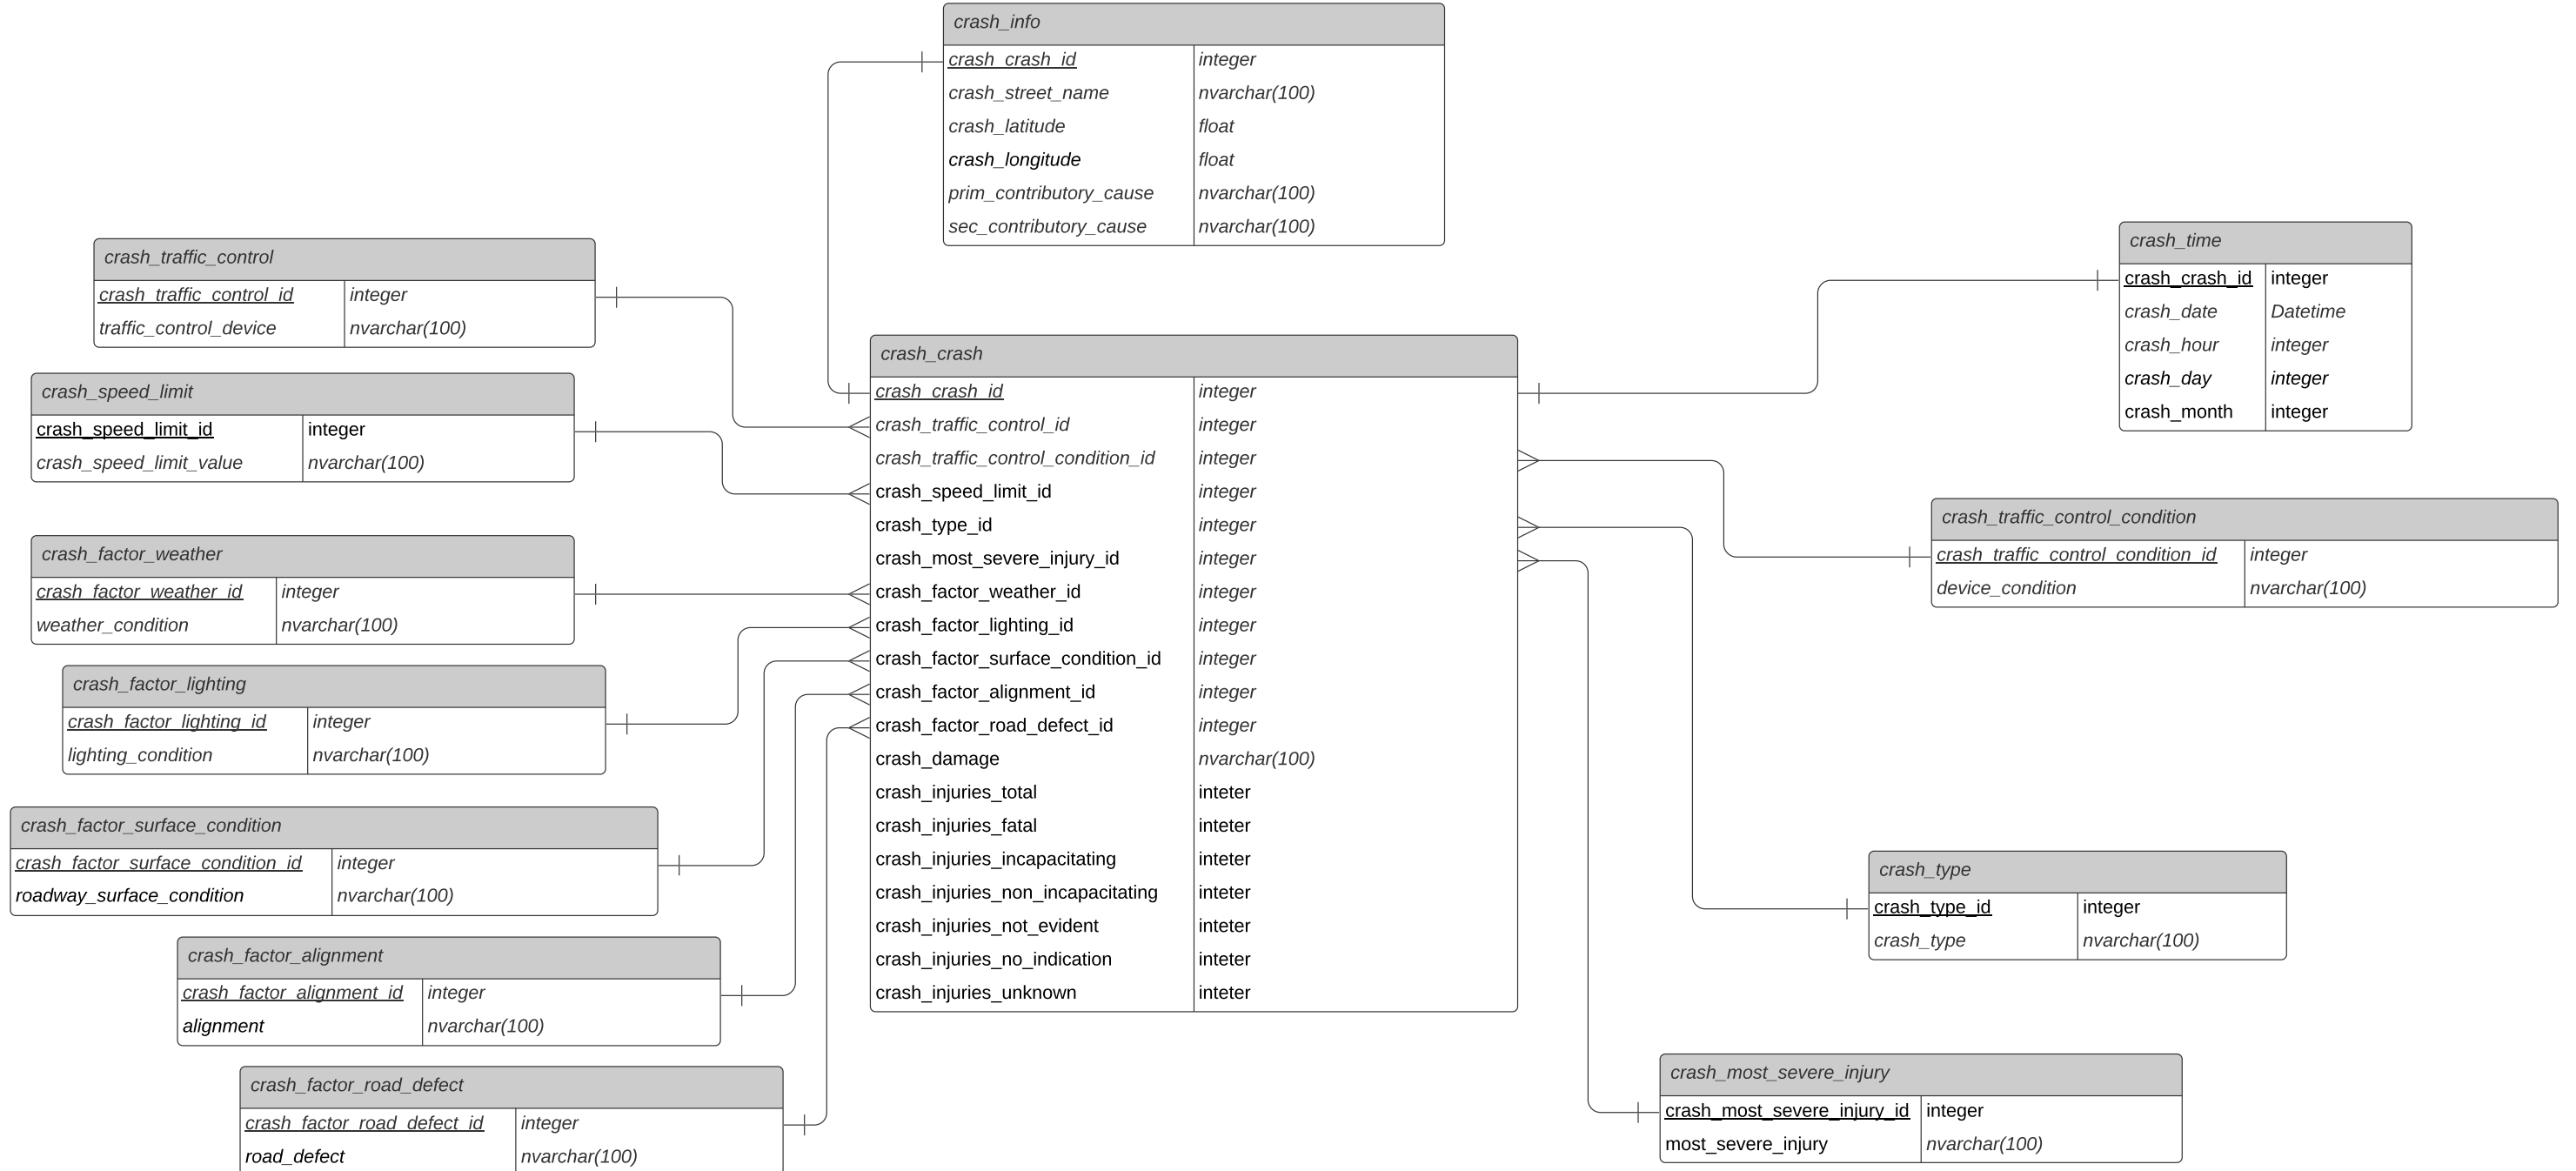 crash_info
crash_crash_id integer
crash_street_name nvarchar(100)
crash_latitude float
crash_longitude float
prim_contributory_cause nvarchar(100)
sec_contributory_cause nvarchar(100)
crash_traffic_control
crash_traffic_control_id integer
traffic_control_device nvarchar(100)
crash_speed_limit
crash_speed_limit_id integer
crash_speed_limit_value nvarchar(100)
crash_factor_weather
crash_factor_weather_id integer
weather_condition nvarchar(100)
crash_factor_lighting
crash_factor_lighting_id integer
lighting_condition nvarchar(100)
crash_factor_surface_condition
crash_factor_surface_condition_id integer
roadway_surface_condition nvarchar(100)
crash_factor_alignment
crash_factor_alignment_id integer
alignment nvarchar(100)
crash_factor_road_defect
crash_factor_road_defect_id integer
road_defect nvarchar(100)
crash_crash
crash_crash_id integer
crash_traffic_control_id integer
crash_traffic_control_condition_id integer
crash_speed_limit_id integer
crash_type_id integer
crash_most_severe_injury_id integer
crash_factor_weather_id integer
crash_factor_lighting_id integer
crash_factor_surface_condition_id integer
crash_factor_alignment_id integer
crash_factor_road_defect_id integer
crash_damage nvarchar(100)
crash_injuries_total inteter
crash_injuries_fatal inteter
crash_injuries_incapacitating inteter
crash_injuries_non_incapacitating inteter
crash_injuries_not_evident inteter
crash_injuries_no_indication inteter
crash_injuries_unknown inteter
crash_time
crash_crash_id integer
crash_date Datetime
crash_hour integer
crash_day integer
crash_month integer
crash_traffic_control_condition
crash_traffic_control_condition_id integer
device_condition nvarchar(100)
crash_type
crash_type_id integer
crash_type nvarchar(100)
crash_most_severe_injury
crash_most_severe_injury_id integer
most_severe_injury nvarchar(100)